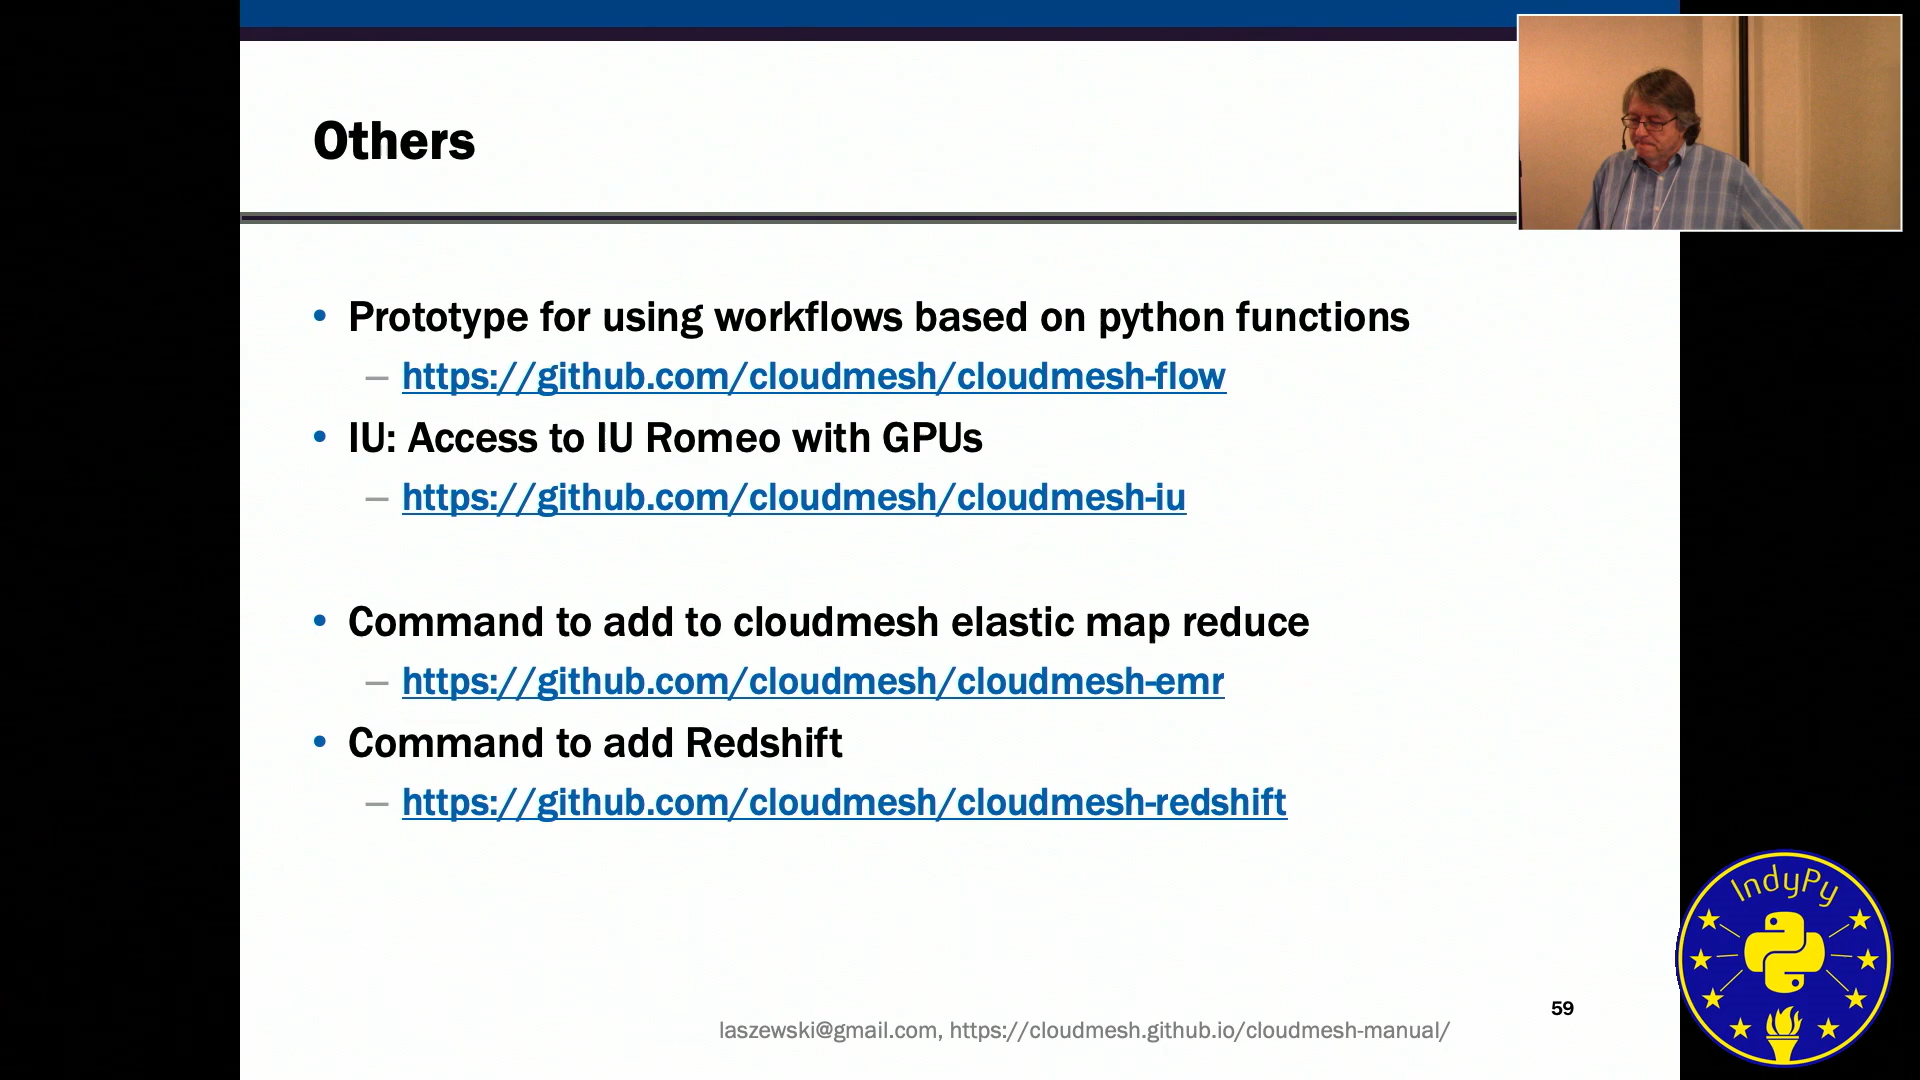 Others
• Prototype for using workflows based on python functions
– https://github.com/cloudmesh/cloudmesh-flow
• IU: Access to IU Romeo with GPUs
– https://github.com/cloudmesh/cloudmesh-iu
• Command to add to cloudmesh elastic map reduce
– https://github.com/cloudmesh/cloudmesh-emr
• Command to add Redshift
– https://github.com/cloudmesh/cloudmesh-redshift
59
laszewski@gmail.com, https://cloudmesh.github.io/cloudmesh-manual/
IndyPy